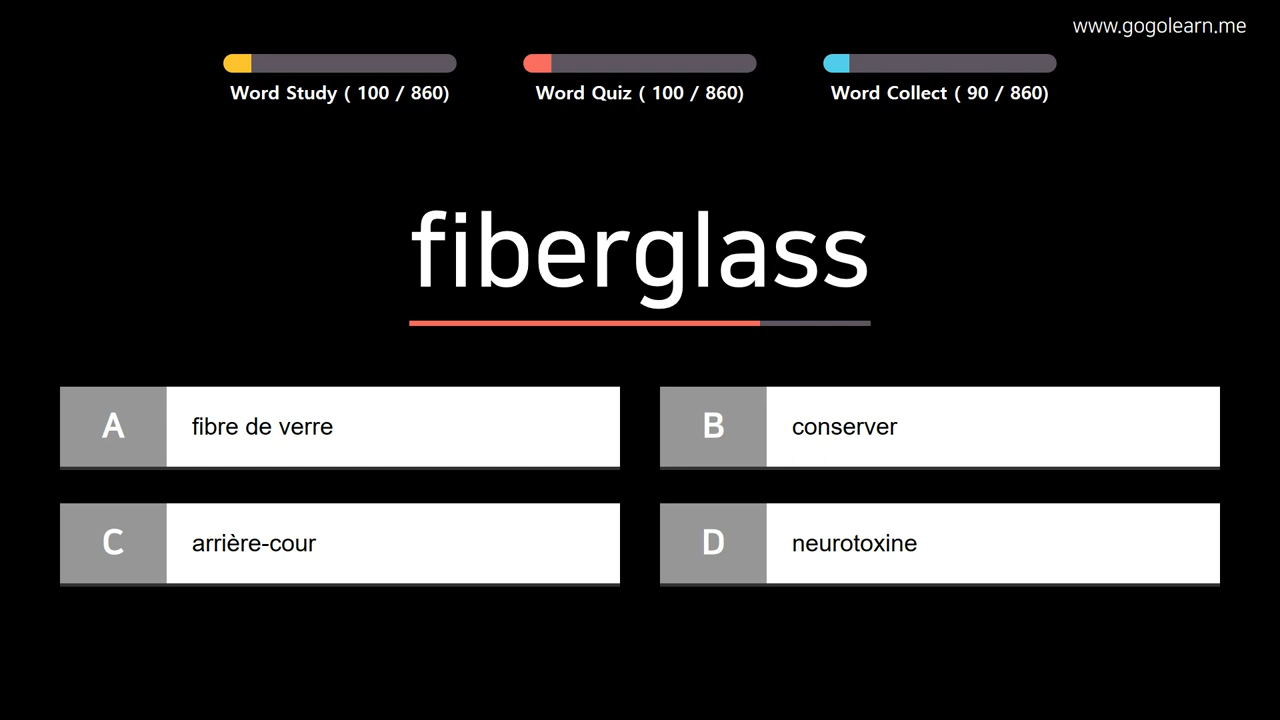 www.gogolearn.me
Word Study ( 100 / 860)
Word Quiz ( 100 / 860)
Word Collect ( 90 / 860)
fiberglass
A
fibre de verre
B
conserver
C
arrière-cour
D
neurotoxine